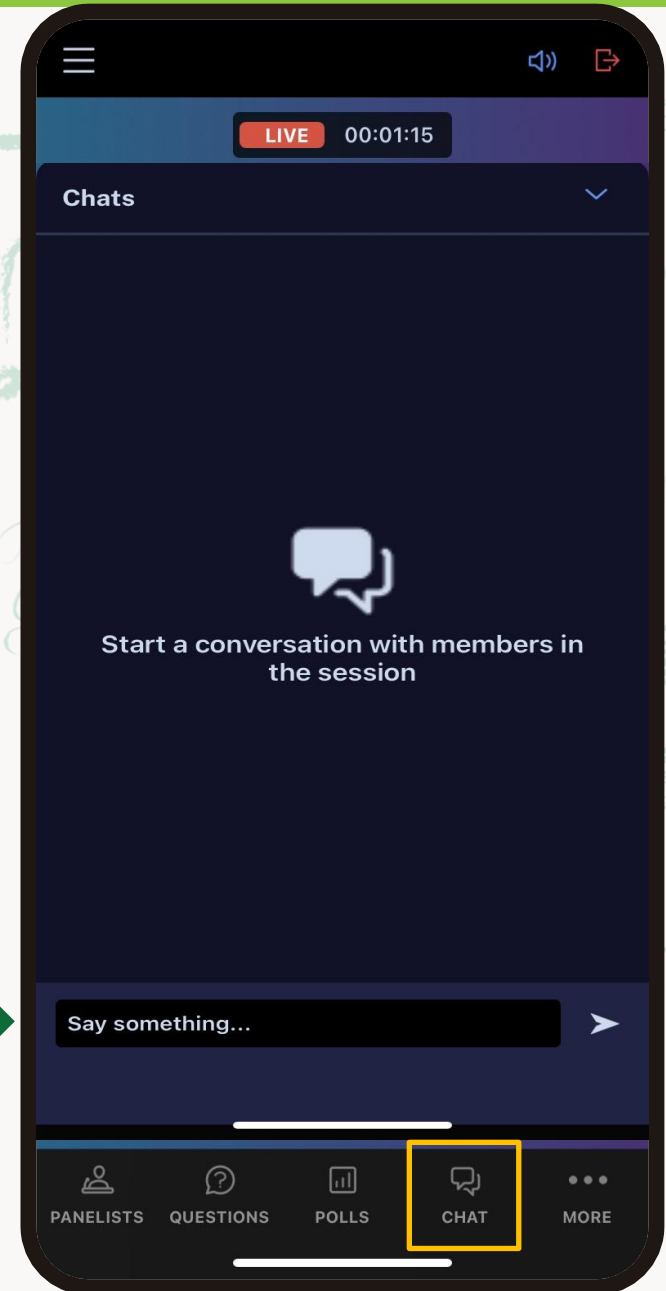 LIVE 00:01:15
Chats
Start a conversation with members in
the session
Say something...
PANELISTS QUESTIONS POLLS CHAT MORE